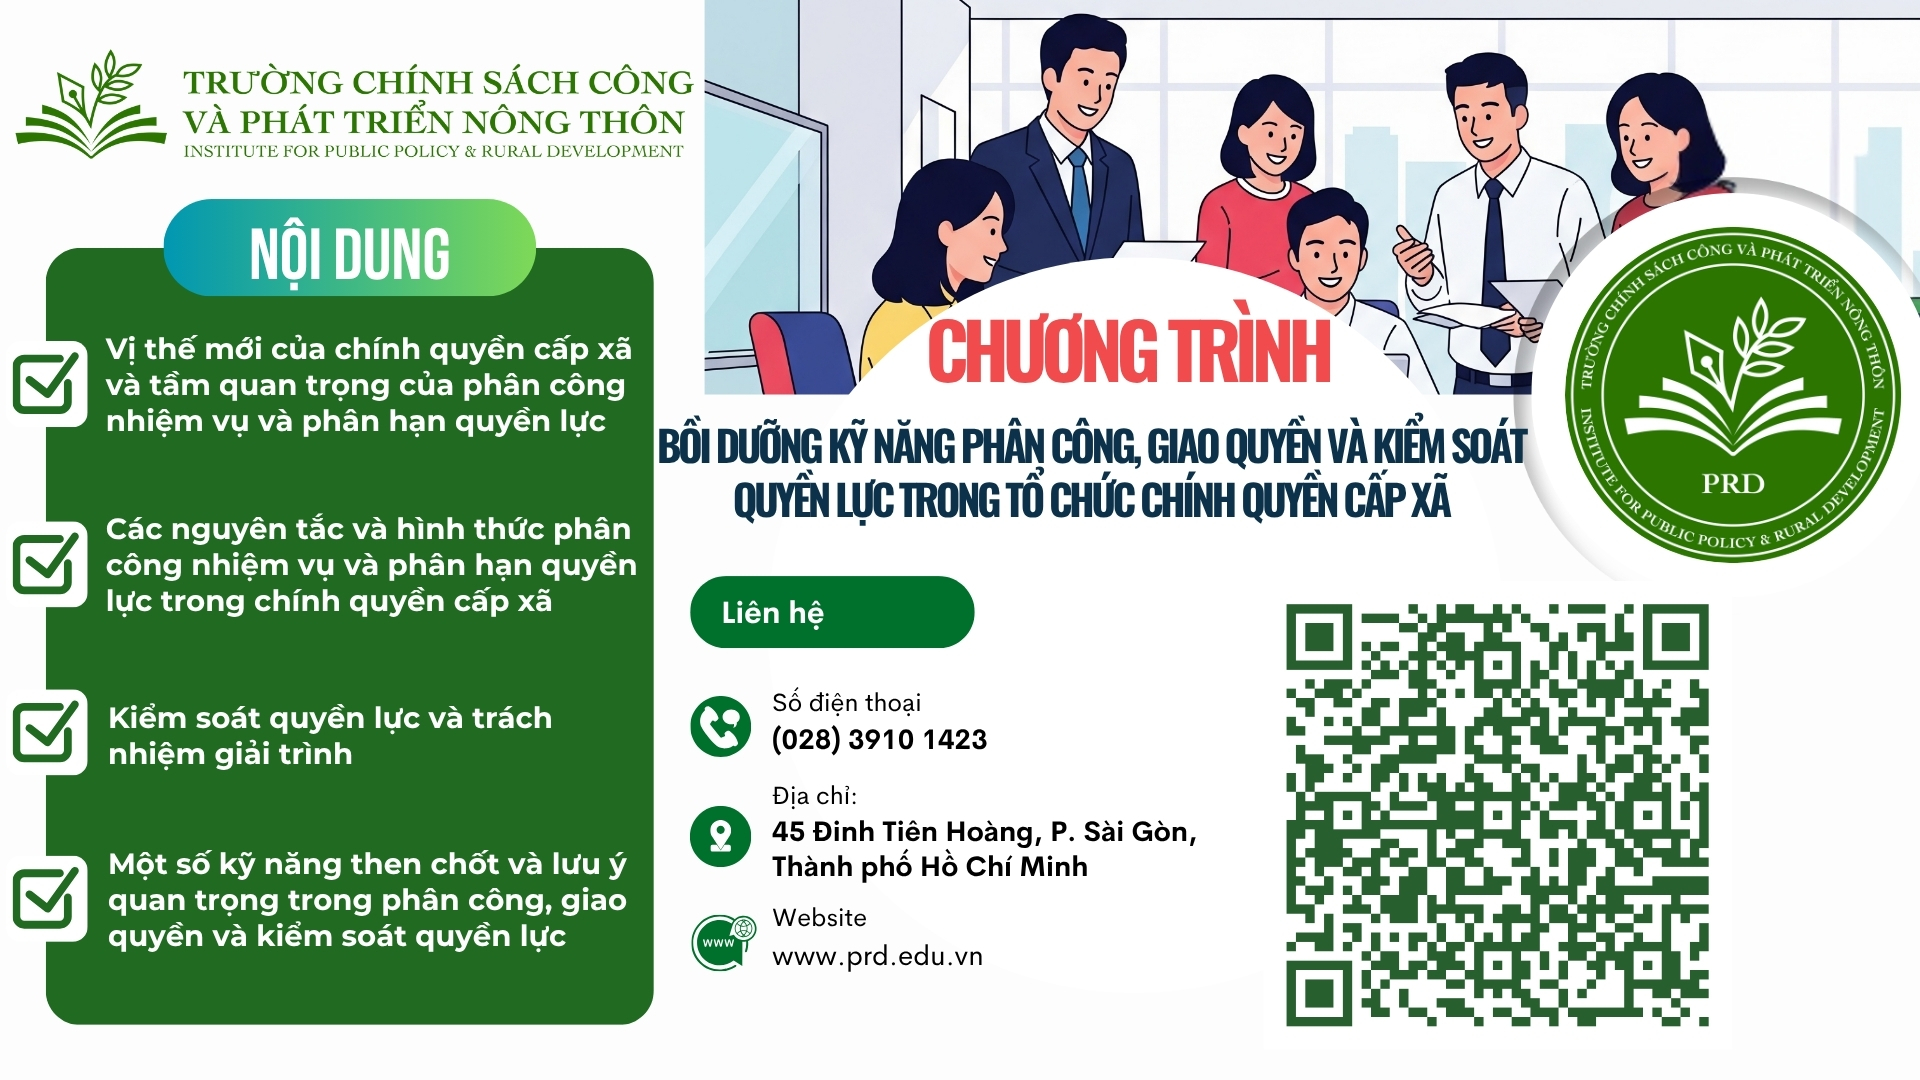 TRƯỜNG CHÍNH SÁCH CÔNG
VÀ PHÁT TRIỂN NÔNG THÔN
INSTITUTE FOR PUBLIC POLICY & RURAL DEVELOPMENT
NỘI DUNG
Vị thế mới của chính quyền cấp xã
và tầm quan trọng của phân công
nhiệm vụ và phân hạn quyền lực
Các nguyên tắc và hình thức phân
công nhiệm vụ và phân hạn quyền
lực trong chính quyền cấp xã
Kiểm soát quyền lực và trách
nhiệm giải trình
Một số kỹ năng then chốt và lưu ý
quan trọng trong phân công, giao
quyền và kiểm soát quyền lực
CHƯƠNG TRÌNH
BỒI DƯỠNG KỸ NĂNG PHÂN CÔNG, GIAO QUYỀN VÀ KIỂM SOÁT
QUYỀN LỰC TRONG TỔ CHỨC CHÍNH QUYỀN CẤP XÃ
TRƯỜNG CHÍNH SÁCH CÔNG VÀ PHÁT TRIỂN NÔNG THÔN
PRD
INSTITUTE FOR PUBLIC POLICY & RURAL DEVELOPMENT
Liên hệ
Số điện thoại
(028) 3910 1423
Địa chỉ:
45 Đinh Tiên Hoàng, P. Sài Gòn,
Thành phố Hồ Chí Minh
www
Website
www.prd.edu.vn